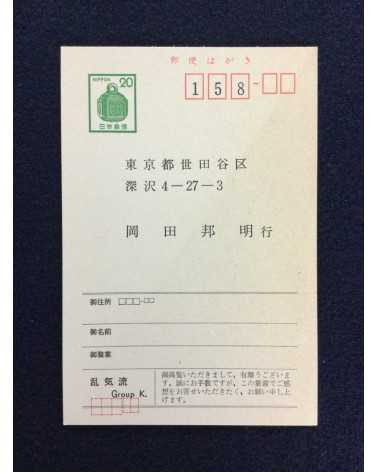 郵便はがき
NIPPON 20
日本郵便
158-
東京都世田谷区
深沢4―27―3
岡田邦明行
御住所 □□□-□□
御名前
御職業
乱気流
Group K.
御高覧いただきまして、有難うございま
す。誠にお手数ですが、この葉書でご感
想をお寄せいただきたく、お願い申し上
げます。